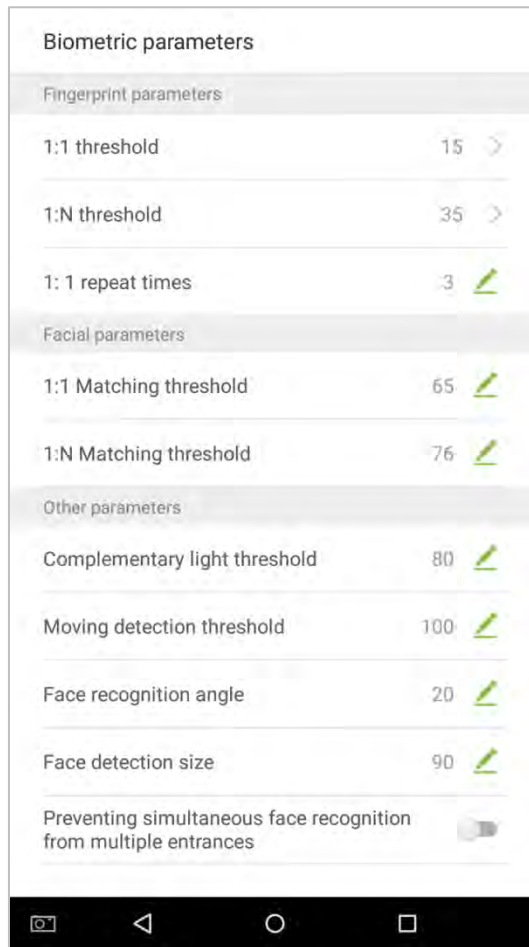 Biometric parameters
Fingerprint parameters
1:1 threshold 15
1:N threshold 35
1: 1 repeat times 3
Facial parameters
1:1 Matching threshold 65
1:N Matching threshold 76
Other parameters
Complementary light threshold 80
Moving detection threshold 100
Face recognition angle 20
Face detection size 90
Preventing simultaneous face recognition
from multiple entrances